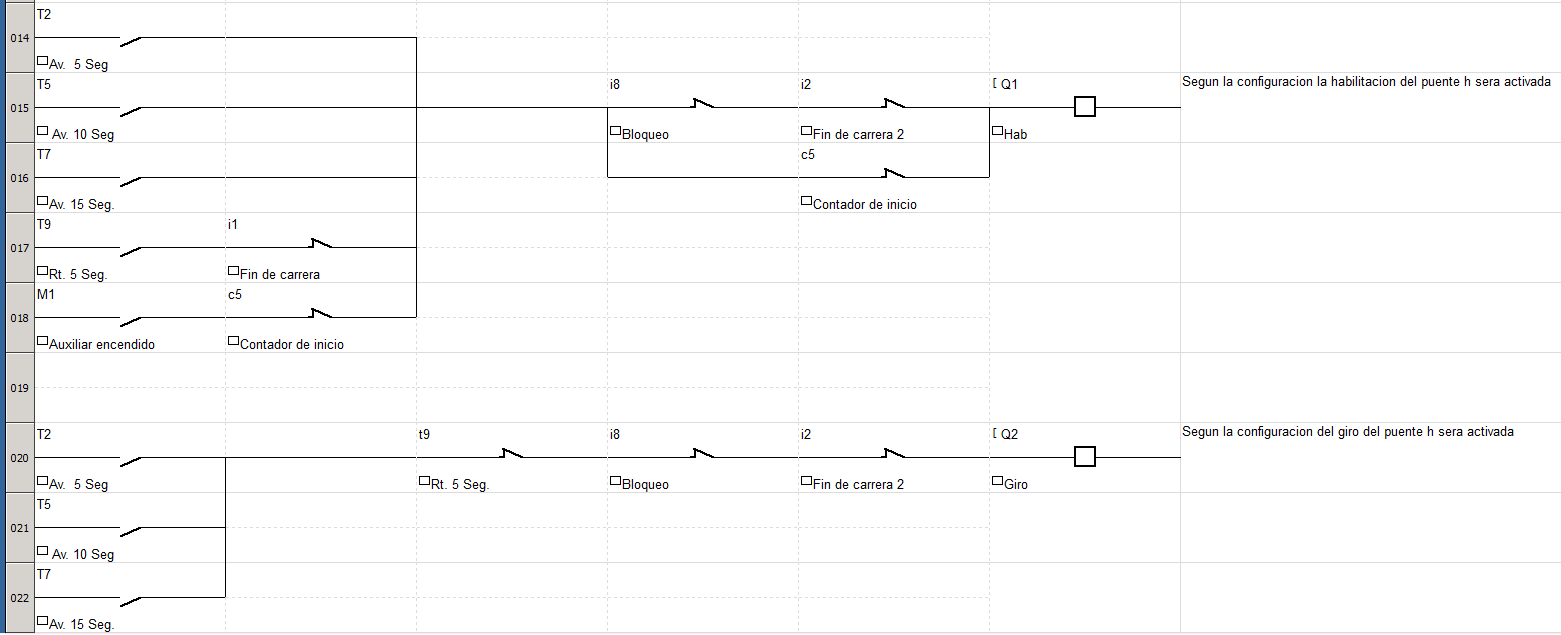 T2
014
Av. 5 Seg
T5 i8 i2 [ Q1 Segun la configuracion la habilitacion del puente h sera activada
015
Av. 10 Seg Bloqueo Fin de carrera 2 Hab
T7 c5
016
Av. 15 Seg. Contador de inicio
T9 i1
017
Rt. 5 Seg. Fin de carrera
M1 c5
018
Auxiliar encendido Contador de inicio
019
T2 t9 i8 i2 [ Q2 Segun la configuracion del giro del puente h sera activada
020
Av. 5 Seg Rt. 5 Seg. Bloqueo Fin de carrera 2 Giro
T5
021
Av. 10 Seg
T7
022
Av. 15 Seg.